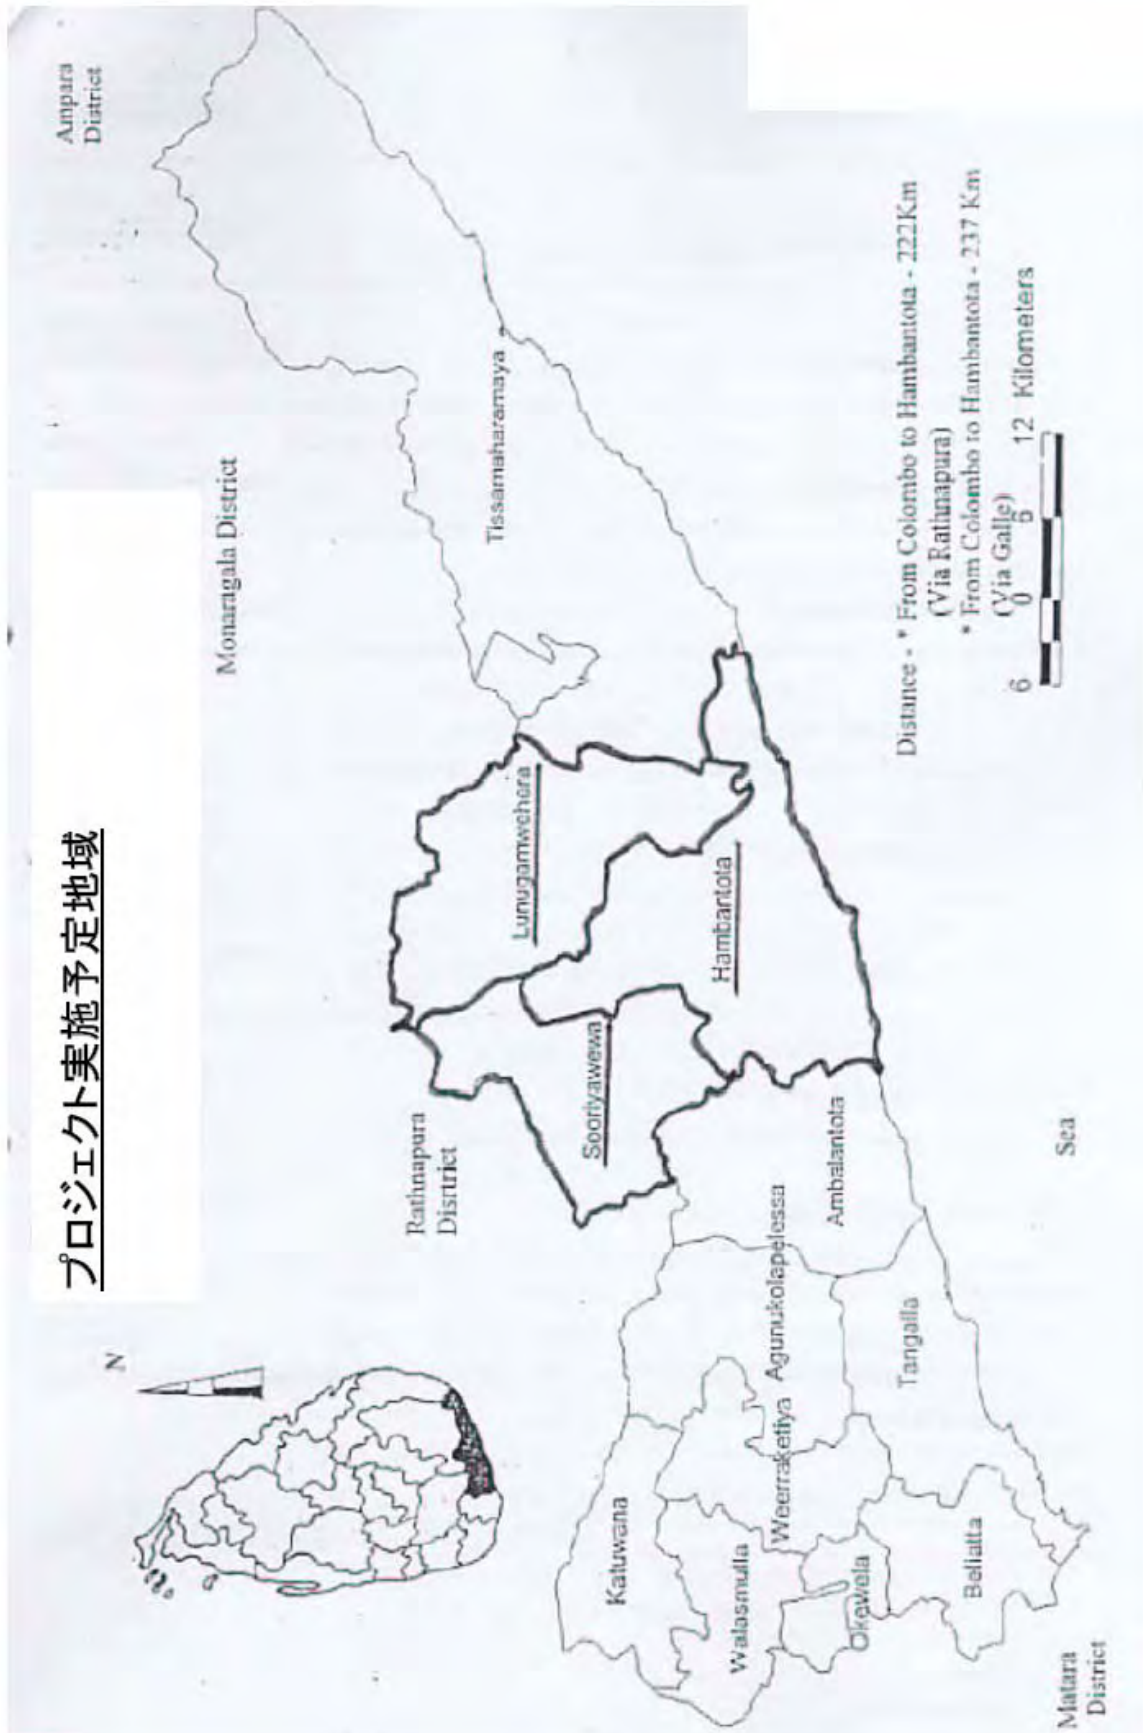 プロジェクト実施予定地域
N
Ampara
District
Monaragala District
Rathnapura
Disrtrict
Tissamaharamaya
Lunugamwehera
Sooriyawewa
Hambantota
Katuwana
Walasmulla
Weerraketiya
Agunukolapelessa
Ambalantota
Okewela
Tangalla
Beliatta
Matara
District
Sea
Distance - * From Colombo to Hambantota - 222Km
(Via Rathnapura)
* From Colombo to Hambantota - 237 Km
(Via Galle)
6 0 6 12 Kilometers